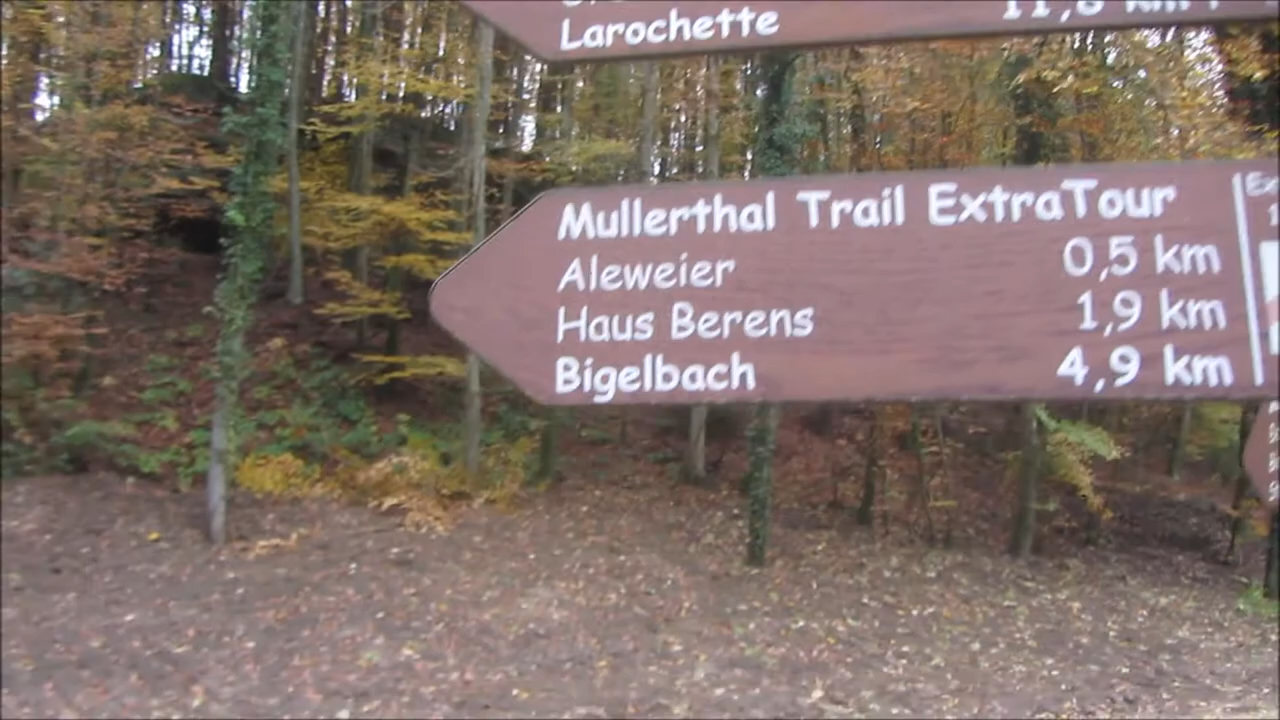 Larochette
Mullerthal Trail ExtraTour
Aleweier 0,5 km
Haus Berens 1,9 km
Bigelbach 4,9 km